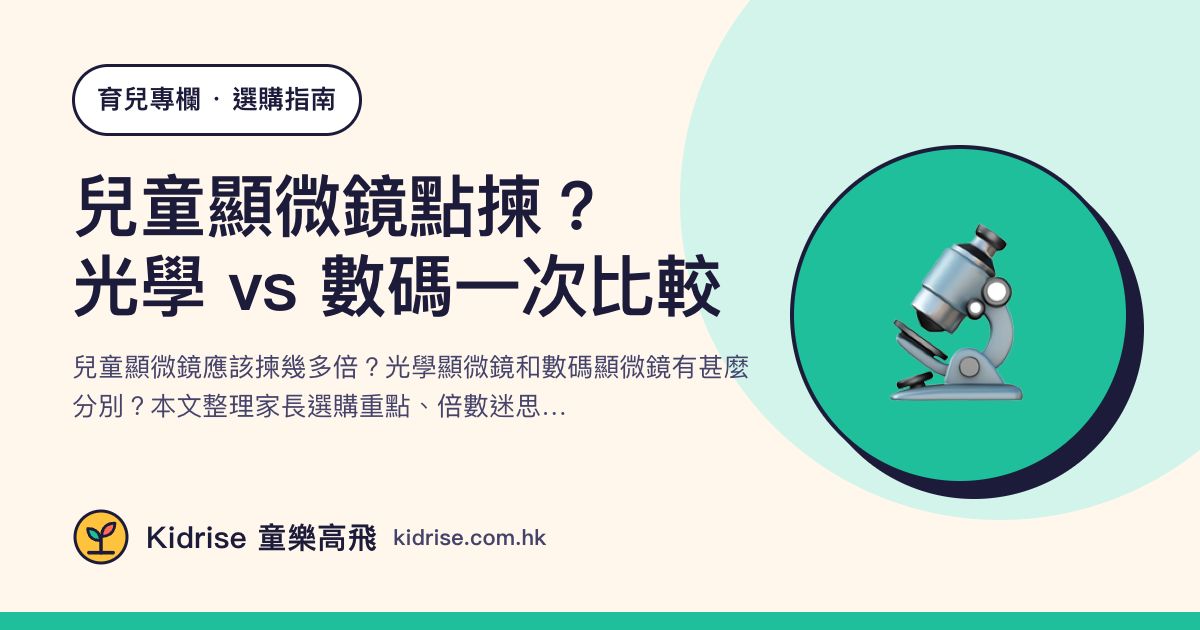 育兒專欄 · 選購指南
兒童顯微鏡點揀？
光學 vs 數碼一次比較
兒童顯微鏡應該揀幾多倍？光學顯微鏡和數碼顯微鏡有甚麼
分別？本文整理家長選購重點、倍數迷思…
Kidrise 童樂高飛 kidrise.com.hk